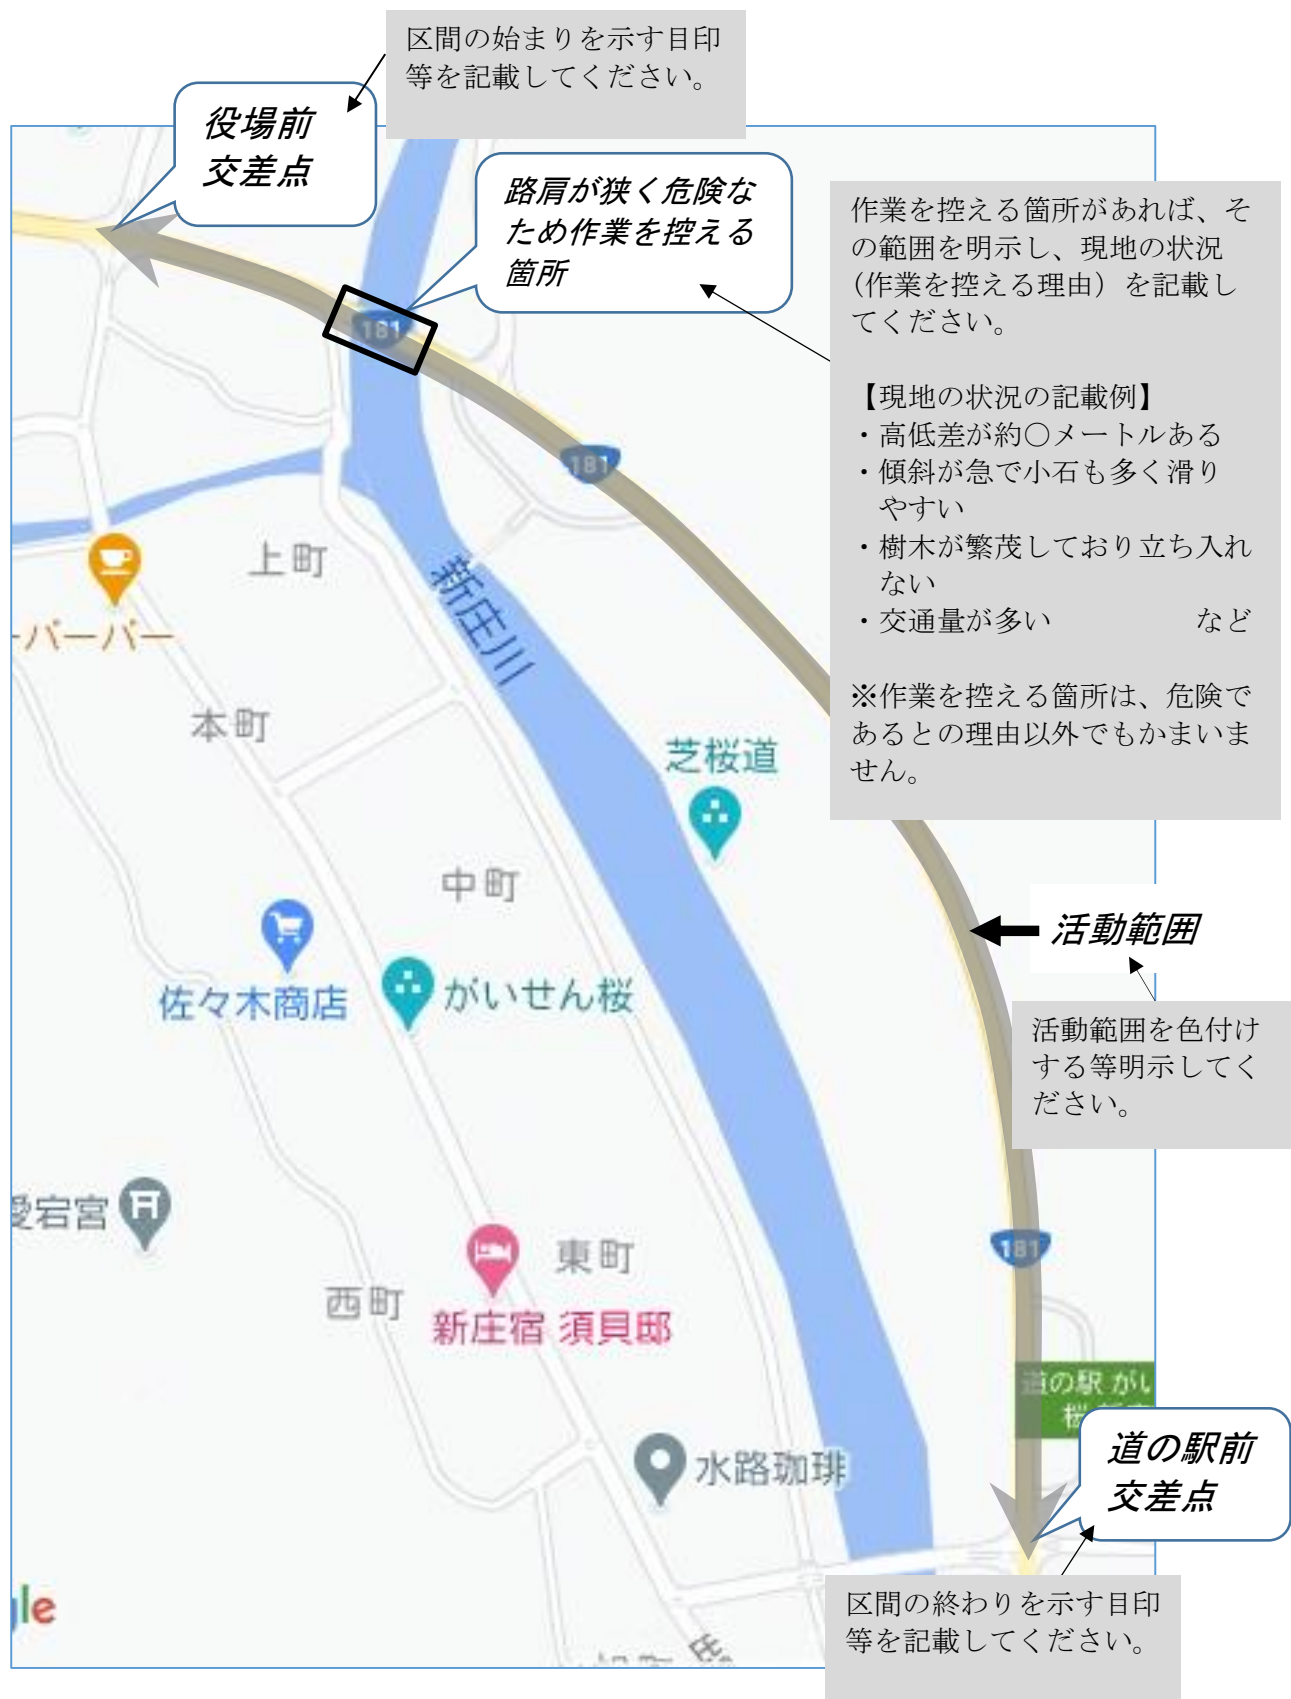 区間の始まりを示す目印
等を記載してください。
役場前
交差点
路肩が狭く危険な
ため作業を控える
箇所
作業を控える箇所があれば、そ
の範囲を明示し、現地の状況
（作業を控える理由）を記載し
てください。
【現地の状況の記載例】
・高低差が約〇メートルある
・傾斜が急で小石も多く滑り
やすい
・樹木が繁茂しており立ち入れ
ない
・交通量が多い　　　　など
※作業を控える箇所は、危険で
あるとの理由以外でもかまいま
せん。
181
181
上町
新庄川
ーバーバー
本町
芝桜道
中町
活動範囲
佐々木商店
がいせん桜
活動範囲を色付け
する等明示してく
ださい。
愛宕宮
東町
181
西町
新庄宿 須貝邸
道の駅 がい
桜
道の駅前
交差点
水路珈琲
区間の終わりを示す目印
等を記載してください。
le